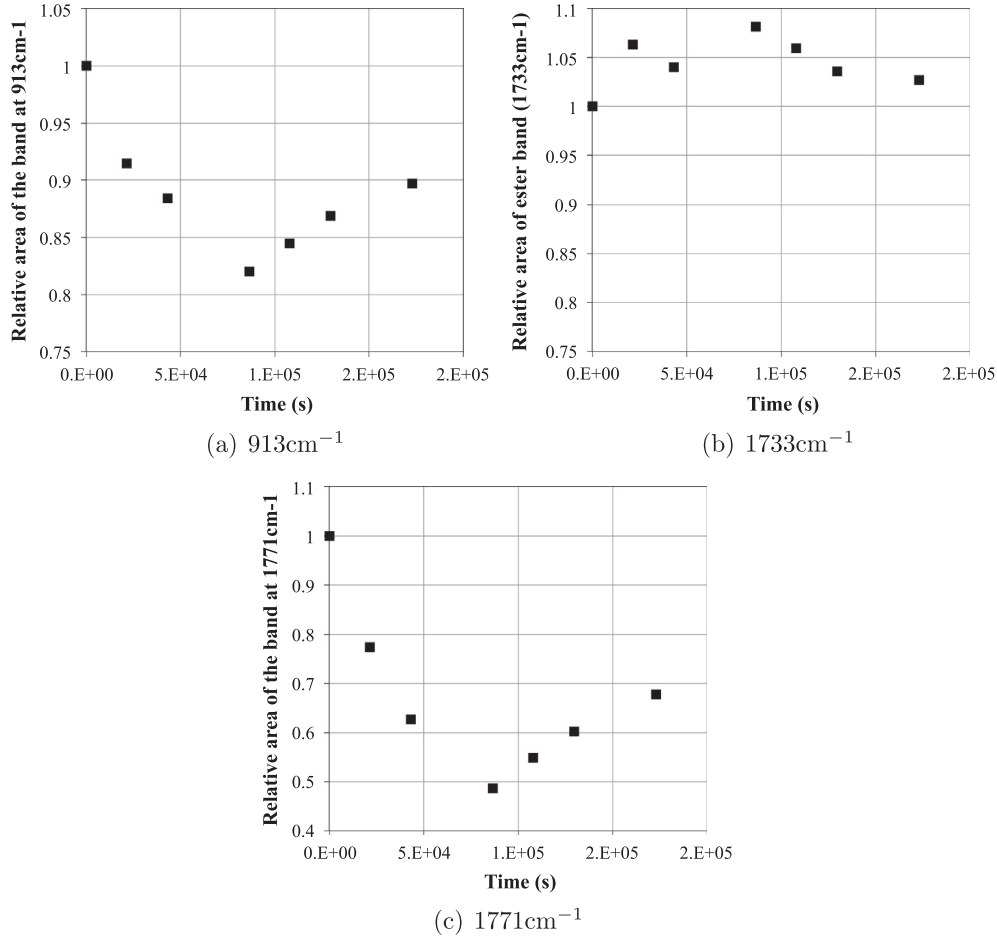 Relative area of the band at 913cm-1
1.05
1
0.95
0.9
0.85
0.8
0.75
0.E+00 5.E+04 1.E+05 2.E+05 2.E+05
Time (s)
(a) 913cm−1
Relative area of ester band (1733cm-1)
1.1
1.05
1
0.95
0.9
0.85
0.8
0.75
0.E+00 5.E+04 1.E+05 2.E+05 2.E+05
Time (s)
(b) 1733cm−1
Relative area of the band at 1771cm-1
1.1
1
0.9
0.8
0.7
0.6
0.5
0.4
0.E+00 5.E+04 1.E+05 2.E+05 2.E+05
Time (s)
(c) 1771cm−1